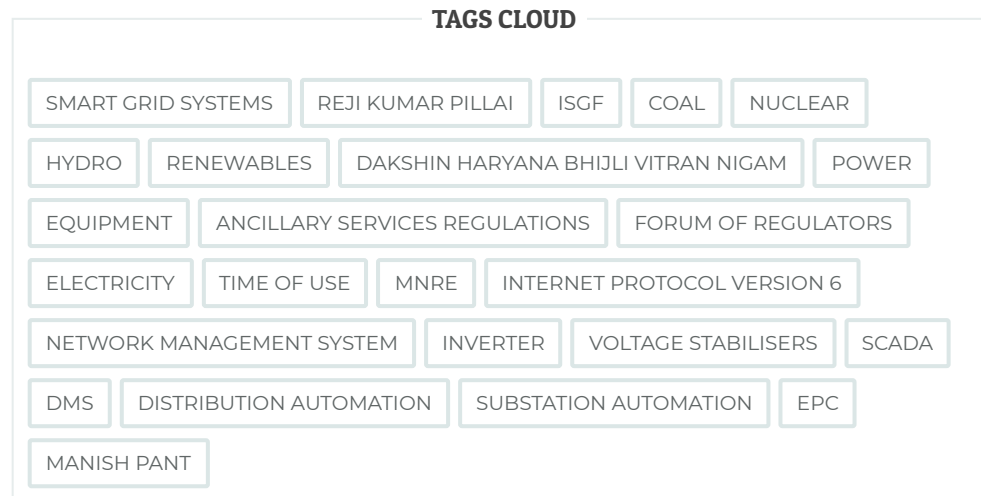 TAGS CLOUD
SMART GRID SYSTEMS REJI KUMAR PILLAI ISGF COAL NUCLEAR
HYDRO RENEWABLES DAKSHIN HARYANA BHIJLI VITRAN NIGAM POWER
EQUIPMENT ANCILLARY SERVICES REGULATIONS FORUM OF REGULATORS
ELECTRICITY TIME OF USE MNRE INTERNET PROTOCOL VERSION 6
NETWORK MANAGEMENT SYSTEM INVERTER VOLTAGE STABILISERS SCADA
DMS DISTRIBUTION AUTOMATION SUBSTATION AUTOMATION EPC
MANISH PANT